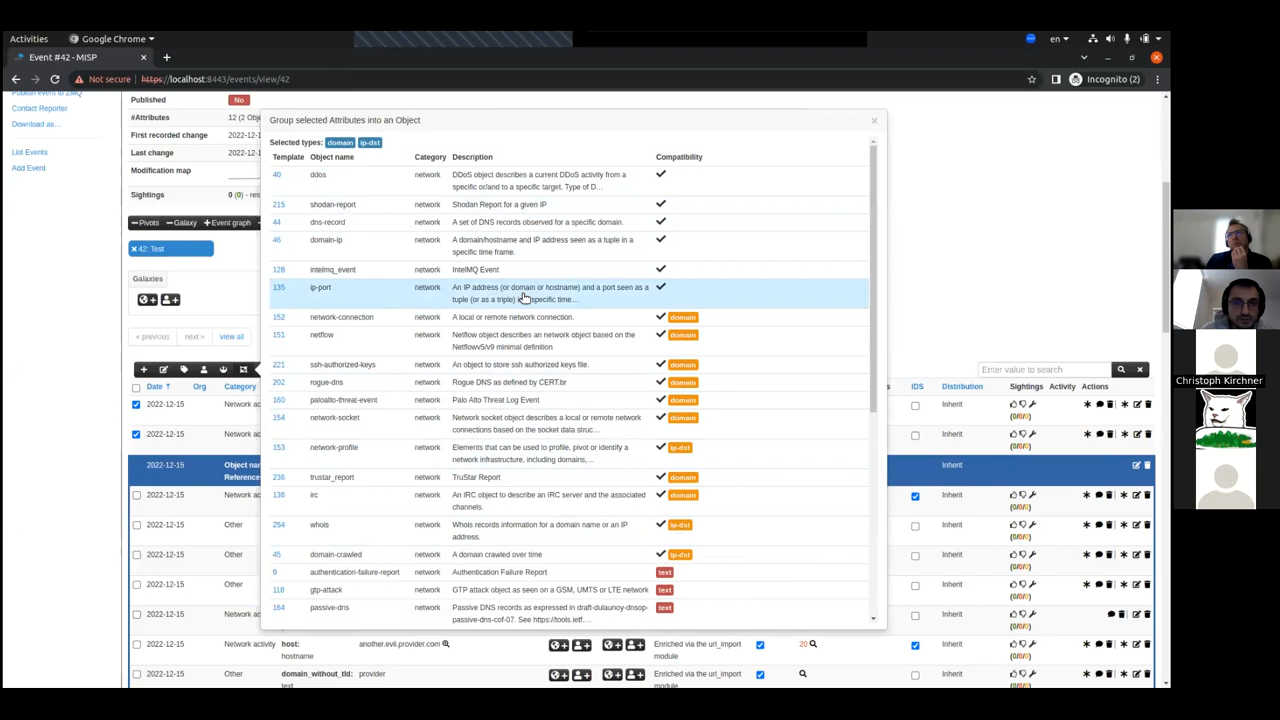 Activities
Google Chrome
en
Event #42 - MISP
Not secure
https://localhost:8443/events/view/42
Incognito (2)
Publish event to ZMQ
Contact Reporter
Download as...
List Events
Add Event
Published No
#Attributes 12 (2 Obj
First recorded change 2022-12-1
Last change 2022-12-1
Modification map
Sightings 0 (0) - res
Pivots Galaxy Event graph
42: Test
Galaxies
« previous next » view all
Group selected Attributes into an Object
Selected types: domain ip-dst
Template Object name Category Description Compatibility
40 ddos network DDoS object describes a current DDoS activity from a
specific or/and to a specific target. Type of D...
215 shodan-report network Shodan Report for a given IP
44 dns-record network A set of DNS records observed for a specific domain.
46 domain-ip network A domain/hostname and IP address seen as a tuple in a
specific time frame.
128 intelmq_event network IntelMQ Event
135 ip-port network An IP address (or domain or hostname) and a port seen as a
tuple (or as a triple) specific time...
152 network-connection network A local or remote network connection. domain
151 netflow network Netflow object describes an network object based on the domain
Netflowv5/v9 minimal definition
221 ssh-authorized-keys network An object to store ssh authorized keys file. domain
202 rogue-dns network Rogue DNS as defined by CERT.br domain
160 paloalto-threat-event network Palo Alto Threat Log Event domain
154 network-socket network Network socket object describes a local or remote network domain
connections based on the socket data struc...
153 network-profile network Elements that can be used to profile, pivot or identify a ip-dst
network infrastructure, including domains,...
236 trustar_report network TruStar Report domain
136 irc network An IRC object to describe an IRC server and the associated domain
channels.
254 whois network Whois records information for a domain name or an IP ip-dst
address.
45 domain-crawled network A domain crawled over time ip-dst
9 authentication-failure-report network Authentication Failure Report text
118 gtp-attack network GTP attack object as seen on a GSM, UMTS or LTE network text
164 passive-dns network Passive DNS records as expressed in draft-dulaunoy-dnsop- text
passive-dns-cof-07. See https://tools.ietf....
Enter value to search
Date Org Category s IDS Distribution Sightings Activity Actions
2022-12-15 Network ac Inherit
(0/0/0)
2022-12-15 Network ac Inherit
(0/0/0)
2022-12-15 Object nam Inherit
Reference
2022-12-15 Network ac Inherit
(0/0/0)
2022-12-15 Other Inherit
(0/0/0)
2022-12-15 Other Inherit
(0/0/0)
2022-12-15 Other Inherit
(0/0/0)
2022-12-15 Other Inherit
(0/0/0)
2022-12-15 Network activity host: another.evil.provider.com Enriched via the url_import 20 Inherit
hostname module (0/0/0)
2022-12-15 Other domain_without_tld: provider Enriched via the url_import Inherit
text module (0/0/0)
Christoph Kirchner